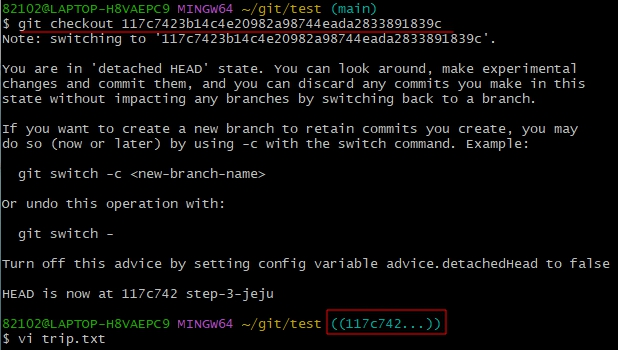 82102@LAPTOP-H8VAEPC9 MINGW64 ~/git/test (main)
$ git checkout 117c7423b14c4e20982a98744eada2833891839c
Note: switching to '117c7423b14c4e20982a98744eada2833891839c'.
You are in 'detached HEAD' state. You can look around, make experimental
changes and commit them, and you can discard any commits you make in this
state without impacting any branches by switching back to a branch.
If you want to create a new branch to retain commits you create, you may
do so (now or later) by using -c with the switch command. Example:
git switch -c <new-branch-name>
Or undo this operation with:
git switch -
Turn off this advice by setting config variable advice.detachedHead to false
HEAD is now at 117c742 step-3-jeju
82102@LAPTOP-H8VAEPC9 MINGW64 ~/git/test ((117c742...))
$ vi trip.txt